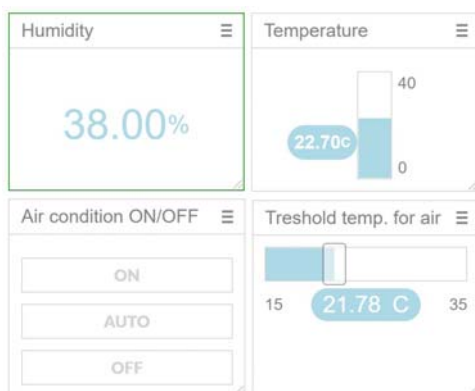 Humidity
38.00%
Temperature
40
22.70C
0
Air condition ON/OFF
ON
AUTO
OFF
Treshold temp. for air
15
21.78 C
35